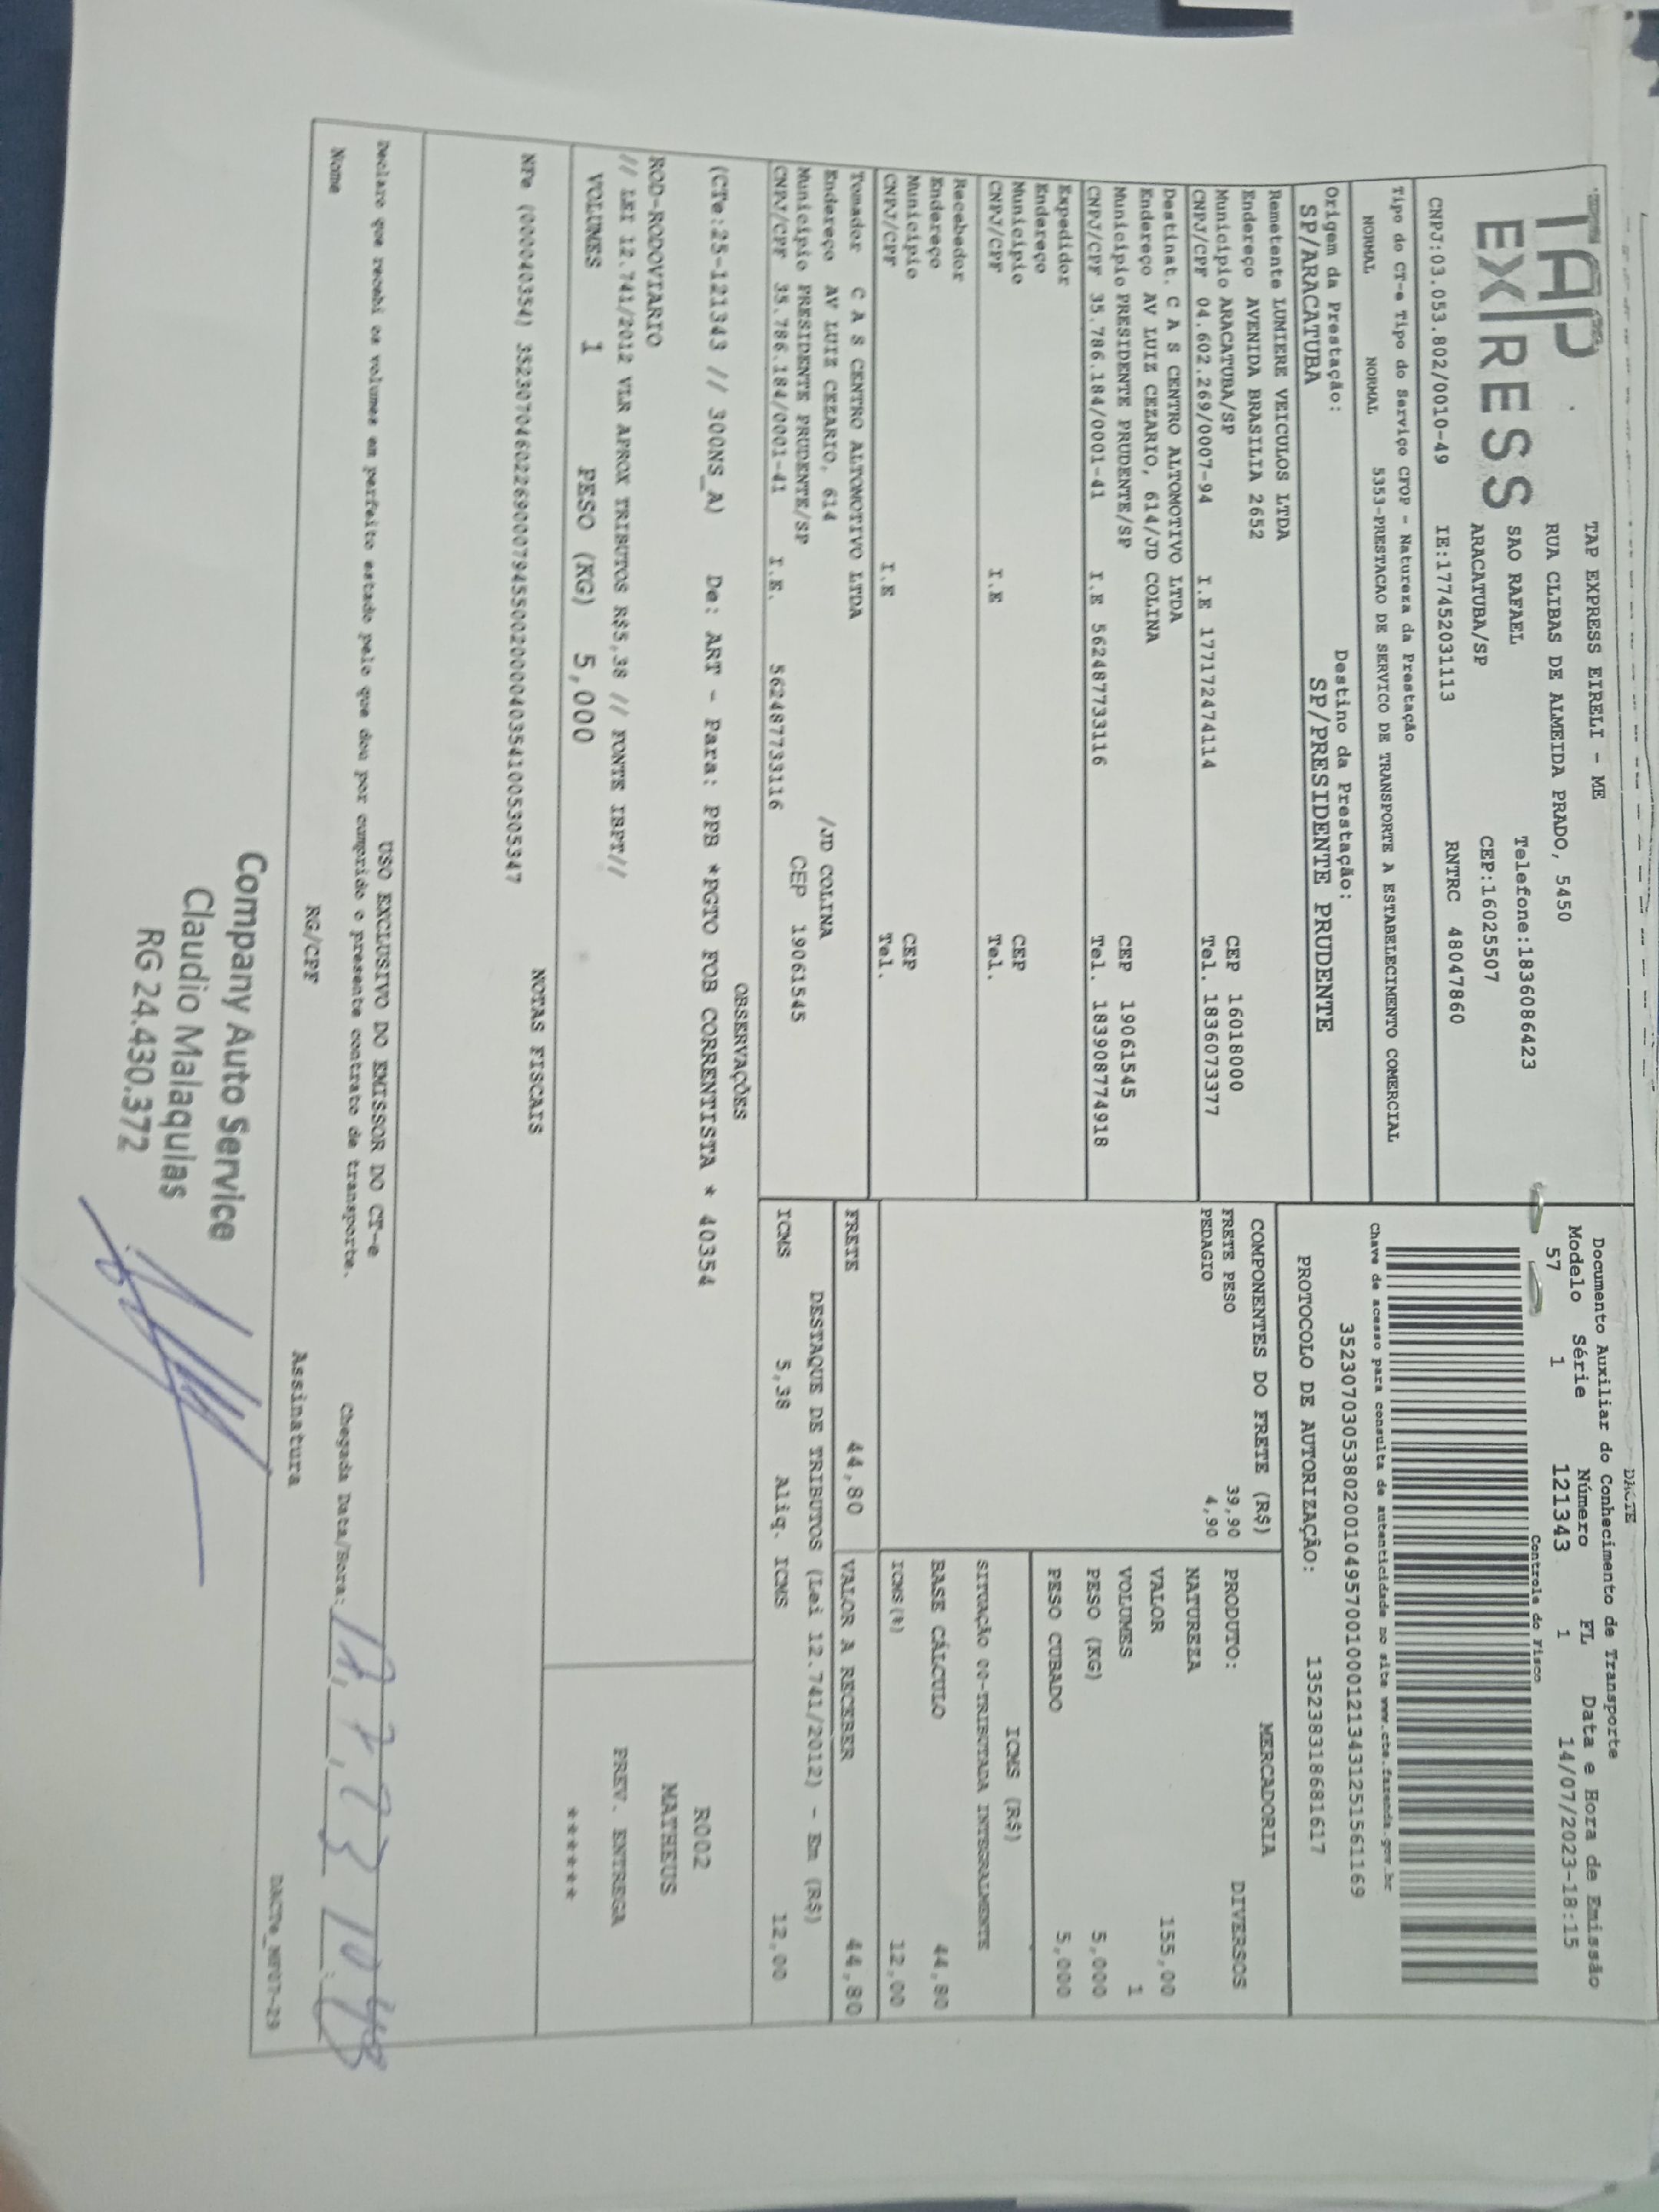 DACTE
Documento Auxiliar do Conhecimento de Transporte
Modelo Série Número FL Data e Hora de Emissão
57 1 121343 1 14/07/2023-18:15
Controle do Fisco
TAP
EXPRESS
TAP EXPRESS EIRELI - ME
RUA CLIBAS DE ALMEIDA PRADO, 5450
SAO RAFAEL Telefone:1836086423
ARACATUBA/SP CEP:16025507
CNPJ:03.053.802/0010-49 IE:177452031113 RNTRC 48047860
Chave de acesso para consulta de autenticidade no site www.cte.fazenda.gov.br
35230703053802001049570010001213431251561169
PROTOCOLO DE AUTORIZAÇÃO: 135238318681617
Tipo do CT-e Tipo do Serviço CFOP - Natureza da Prestação
NORMAL NORMAL 5353-PRESTACAO DE SERVICO DE TRANSPORTE A ESTABELECIMENTO COMERCIAL
Origem da Prestação: Destino da Prestação:
SP/ARACATUBA SP/PRESIDENTE PRUDENTE
Remetente LUMIERE VEICULOS LTDA
Endereço AVENIDA BRASILIA 2652
Municipio ARACATUBA/SP CEP 16018000
CNPJ/CPF 04.602.269/0007-94 I.E 177172474114 Tel. 1836073377
Destinat. C A S CENTRO ALTOMOTIVO LTDA
Endereço AV LUIZ CEZARIO, 614/JD COLINA
Municipio PRESIDENTE PRUDENTE/SP CEP 19061545
CNPJ/CPF 35.786.184/0001-41 I.E 562487733116 Tel. 183908774918
Expedidor
Endereço
Municipio CEP
CNPJ/CPF I.E Tel.
Recebedor
Endereço
Municipio CEP
CNPJ/CPF I.E Tel.
Tomador C A S CENTRO ALTOMOTIVO LTDA
Endereço AV LUIZ CEZARIO, 614 /JD COLINA
Municipio PRESIDENTE PRUDENTE/SP CEP 19061545
CNPJ/CPF 35.786.184/0001-41 I.E. 562487733116
COMPONENTES DO FRETE (R$)
FRETE PESO 39,90
PEDAGIO 4,90
MERCADORIA
PRODUTO: DIVERSOS
NATUREZA
VALOR 155,00
VOLUMES 1
PESO (KG) 5,000
PESO CUBADO 5,000
ICMS (R$)
SITUAÇÃO 00-TRIBUTADA INTEGRALMENTE
BASE CÁLCULO 44,80
ICMS(%) 12,00
FRETE 44,80 VALOR A RECEBER 44,80
DESTAQUE DE TRIBUTOS (Lei 12.741/2012) - Em (R$)
ICMS 5,38 Aliq. ICMS 12,00
OBSERVAÇÕES
(CTe:25-121343 // 300NS_A) De: ART - Para: PPB *PGTO FOB CORRENTISTA * 40354
ROD-RODOVIARIO
// LEI 12.741/2012 VLR APROX TRIBUTOS R$5,38 // FONTE IBPT//
VOLUMES 1 PESO (KG) 5,000
R002
MATHEUS
PREV. ENTREGA
******
NOTAS FISCAIS
NFe (000040354) 35230704602269000794550020000403541005305347
USO EXCLUSIVO DO EMISSOR DO CT-e
Declaro que recebi os volumes em perfeito estado pelo que dou por cumprido o presente contrato de transporte.
Nome RG/CPF Assinatura Chegada Data/Hora:
DACTe_MP07-29
Company Auto Service
Claudio Malaquias
RG 24.430.372